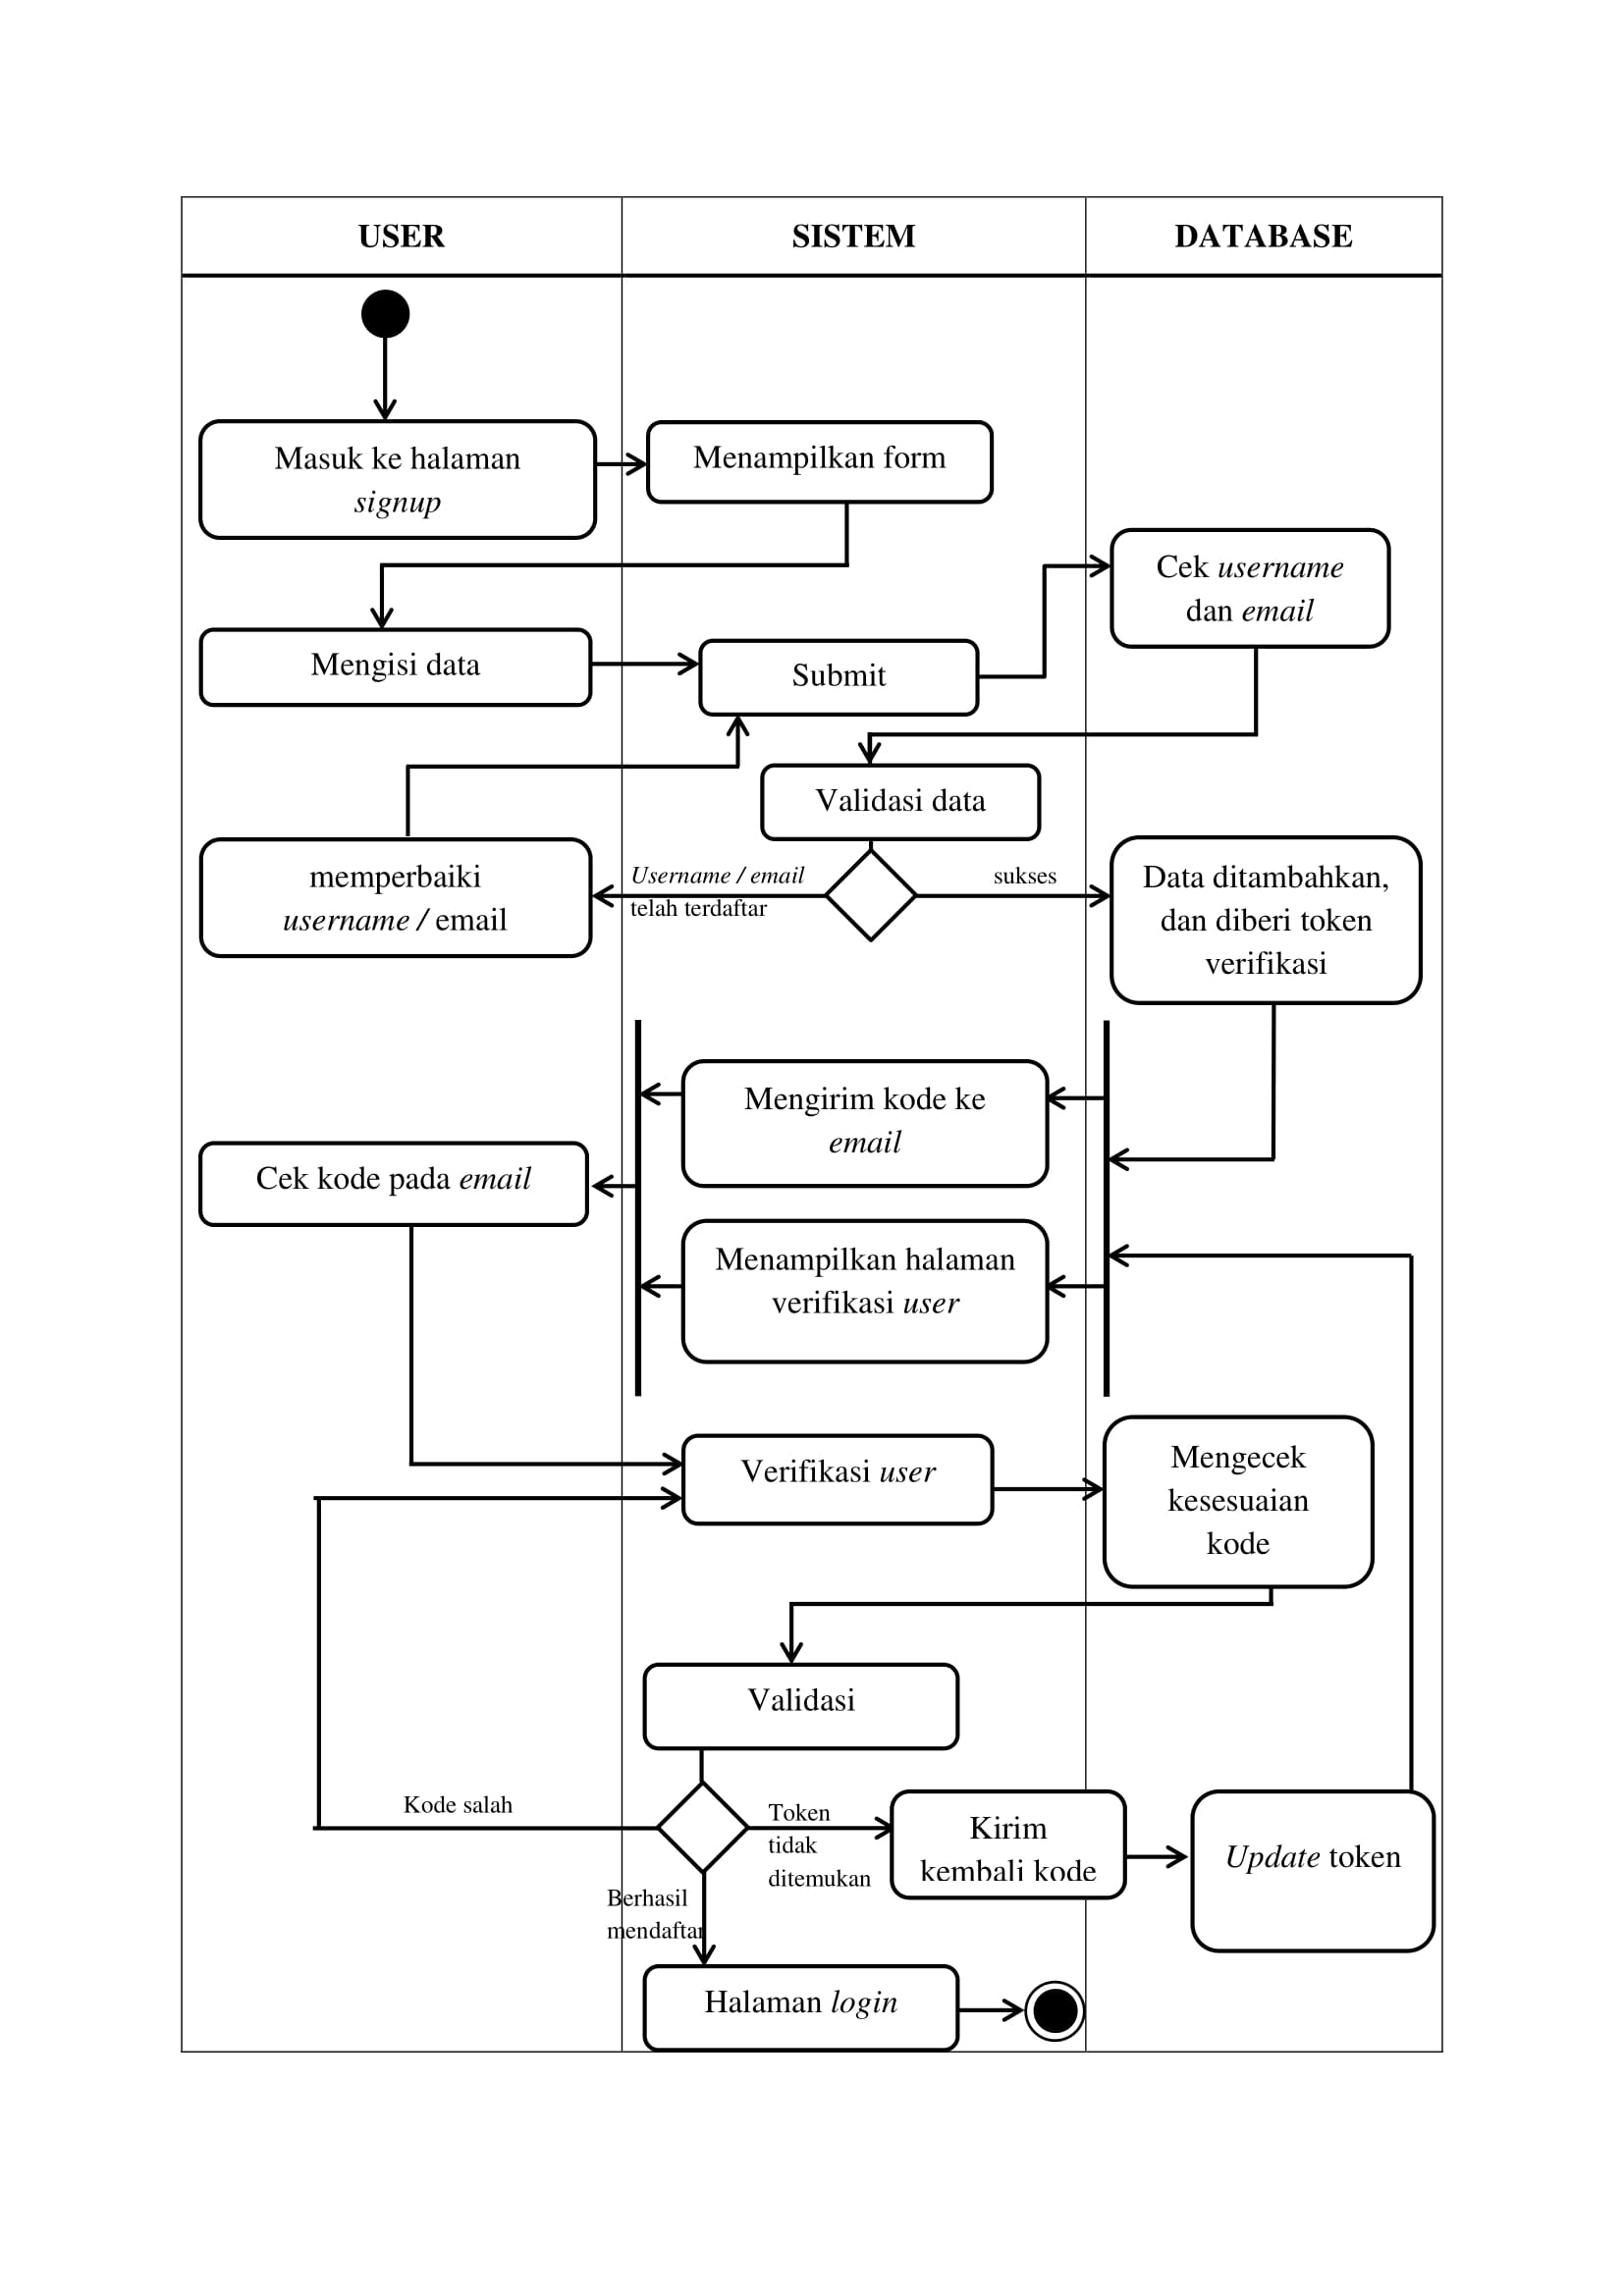 USER
SISTEM
DATABASE
Masuk ke halaman
signup
Menampilkan form
Cek username
dan email
Mengisi data
Submit
Validasi data
memperbaiki
username / email
Username / email
telah terdaftar
sukses
Data ditambahkan,
dan diberi token
verifikasi
Mengirim kode ke
email
Cek kode pada email
Menampilkan halaman
verifikasi user
Verifikasi user
Mengecek
kesesuaian
kode
Validasi
Kode salah
Token
tidak
ditemukan
Kirim
kembali kode
Update token
Berhasil
mendaftar
Halaman login